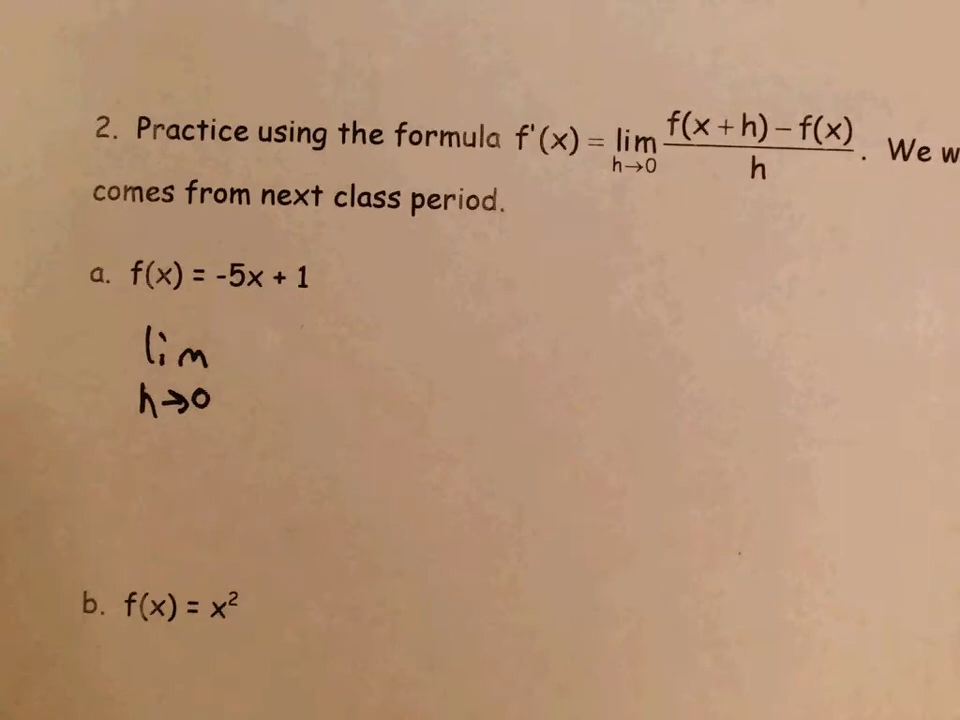 2. Practice using the formula f'(x) = lim h→0 f(x + h) − f(x) / h . We w
comes from next class period.
a. f(x) = -5x + 1
lim
h→0
b. f(x) = x²